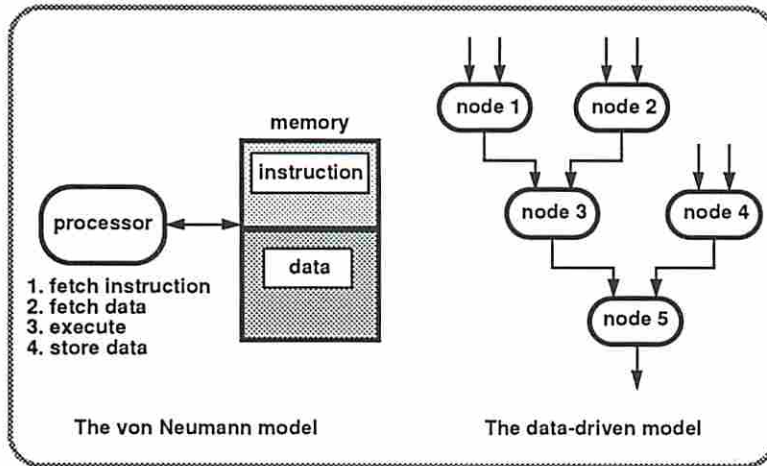 memory
instruction
processor
data
1. fetch instruction
2. fetch data
3. execute
4. store data
The von Neumann model
node 1
node 2
node 3
node 4
node 5
The data-driven model